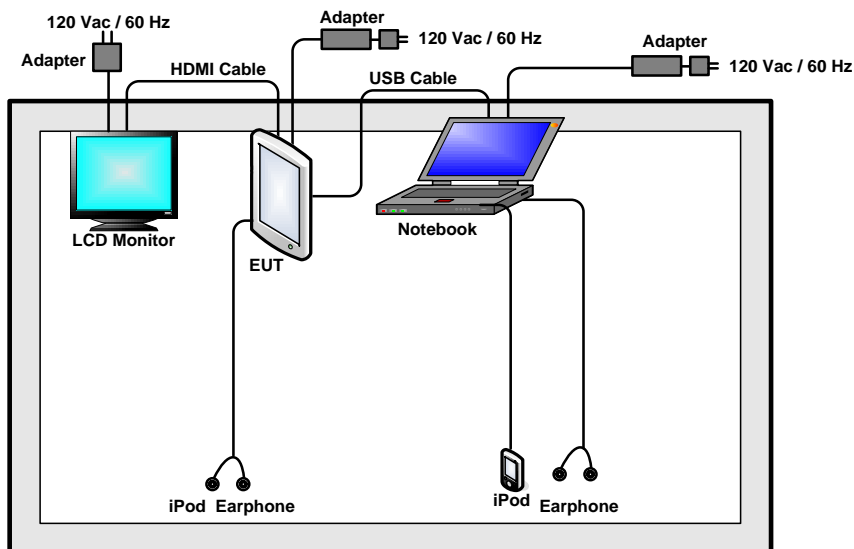 120 Vac / 60 Hz
Adapter
HDMI Cable
Adapter
120 Vac / 60 Hz
USB Cable
Adapter
120 Vac / 60 Hz
LCD Monitor
EUT
Notebook
iPod Earphone
iPod
Earphone